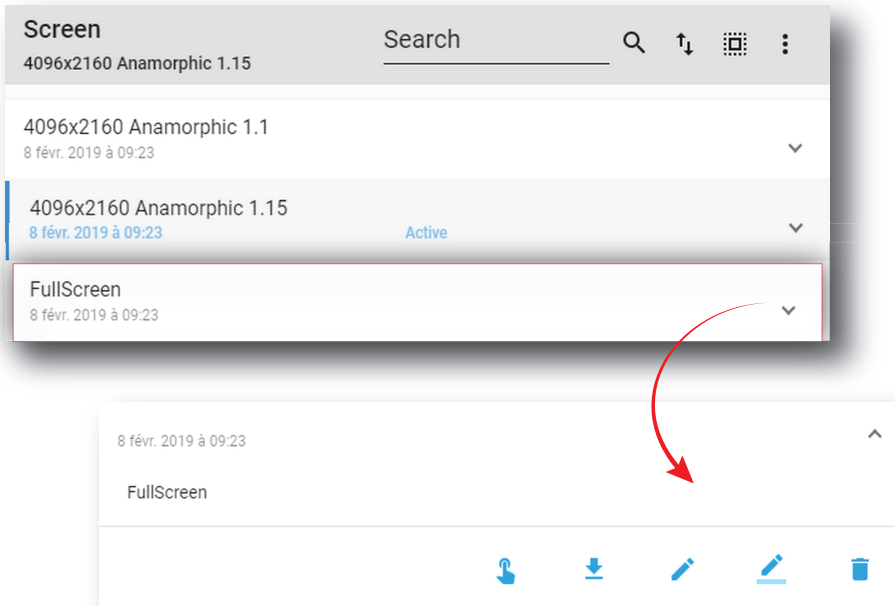 Screen
4096x2160 Anamorphic 1.15
Search
4096x2160 Anamorphic 1.1
8 févr. 2019 à 09:23
4096x2160 Anamorphic 1.15
8 févr. 2019 à 09:23
Active
FullScreen
8 févr. 2019 à 09:23
8 févr. 2019 à 09:23
FullScreen